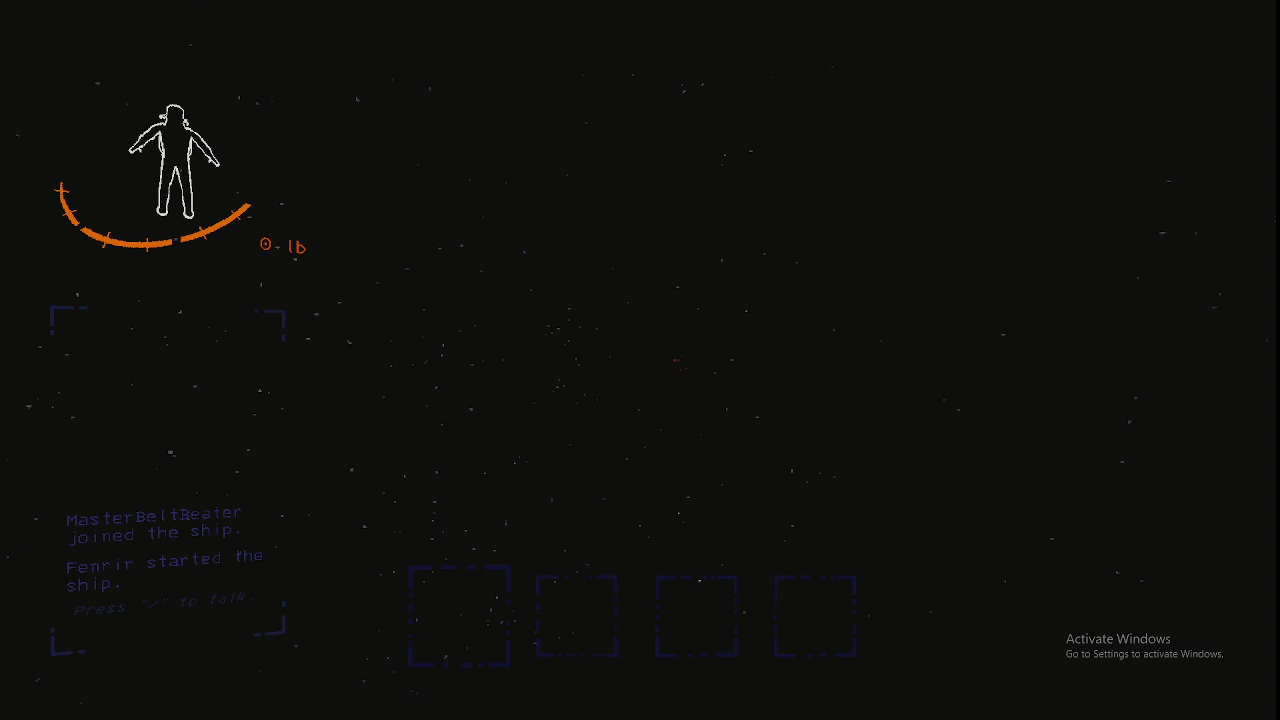 0 lb
MasterBeltBeater
joined the ship.
Fenrir started the
ship.
Press "/" to talk.
Activate Windows
Go to Settings to activate Windows.